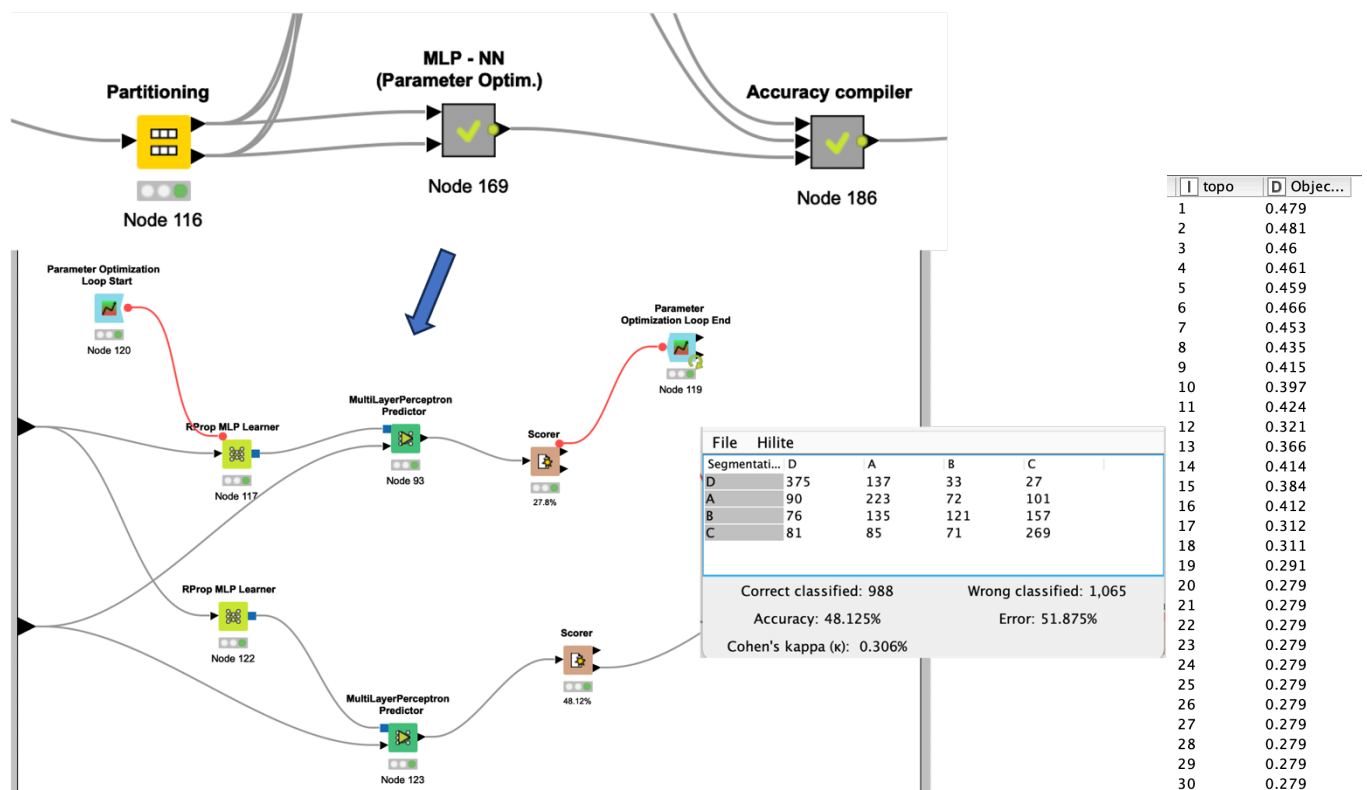 Partitioning
Node 116
MLP - NN
(Parameter Optim.)
Node 169
Accuracy compiler
Node 186
Parameter Optimization
Loop Start
Node 120
RProp MLP Learner
Node 117
MultiLayerPerceptron
Predictor
Node 93
Scorer
27.8%
Parameter
Optimization Loop End
Node 119
RProp MLP Learner
Node 122
MultiLayerPerceptron
Predictor
Node 123
Scorer
48.12%
File Hilite
Segmentati... D A B C
D 375 137 33 27
A 90 223 72 101
B 76 135 121 157
C 81 85 71 269
Correct classified: 988 Wrong classified: 1,065
Accuracy: 48.125% Error: 51.875%
Cohen's kappa (κ): 0.306%
I topo D Objec...
1 0.479
2 0.481
3 0.46
4 0.461
5 0.459
6 0.466
7 0.453
8 0.435
9 0.415
10 0.397
11 0.424
12 0.321
13 0.366
14 0.414
15 0.384
16 0.412
17 0.312
18 0.311
19 0.291
20 0.279
21 0.279
22 0.279
23 0.279
24 0.279
25 0.279
26 0.279
27 0.279
28 0.279
29 0.279
30 0.279